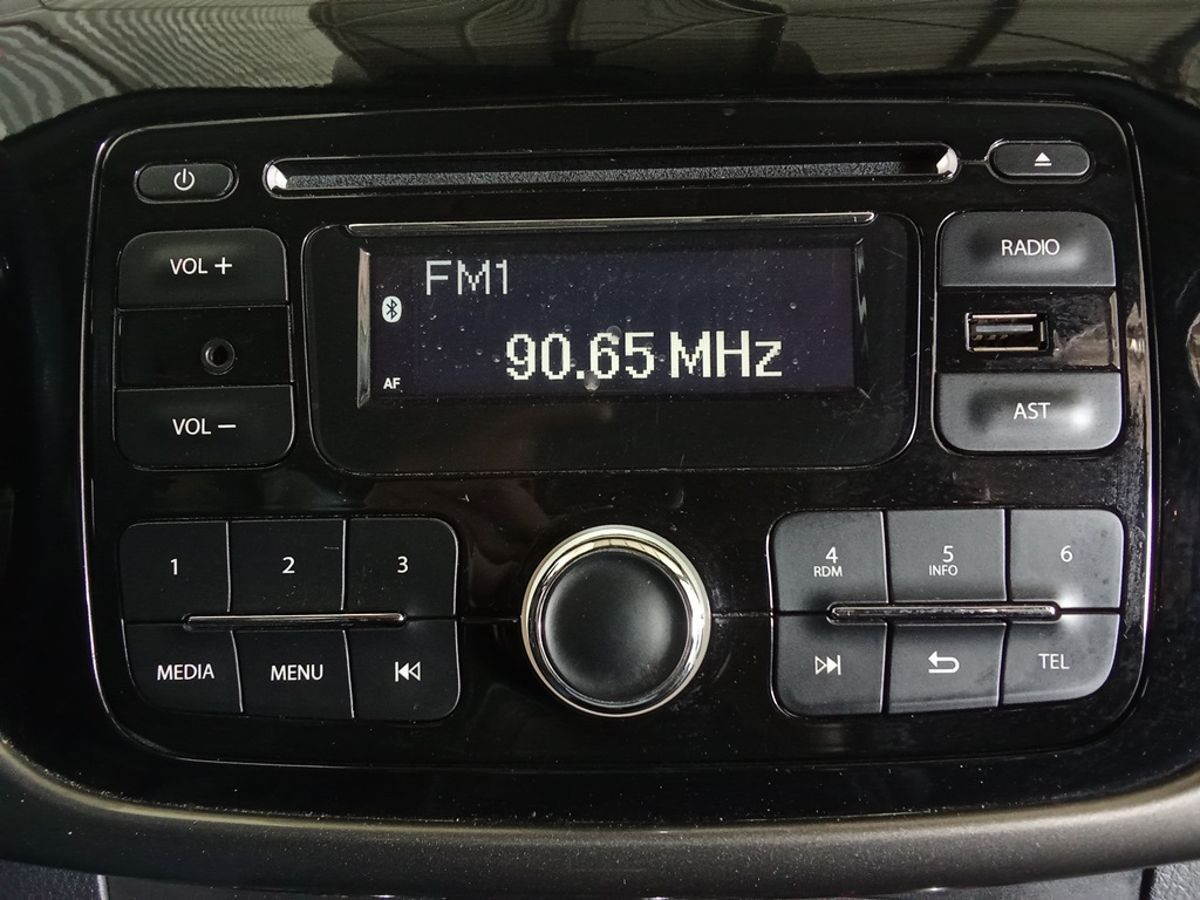 VOL +
VOL −
FM1
90.65 MHz
AF
RADIO
AST
1
2
3
MEDIA
MENU
4
RDM
5
INFO
6
TEL